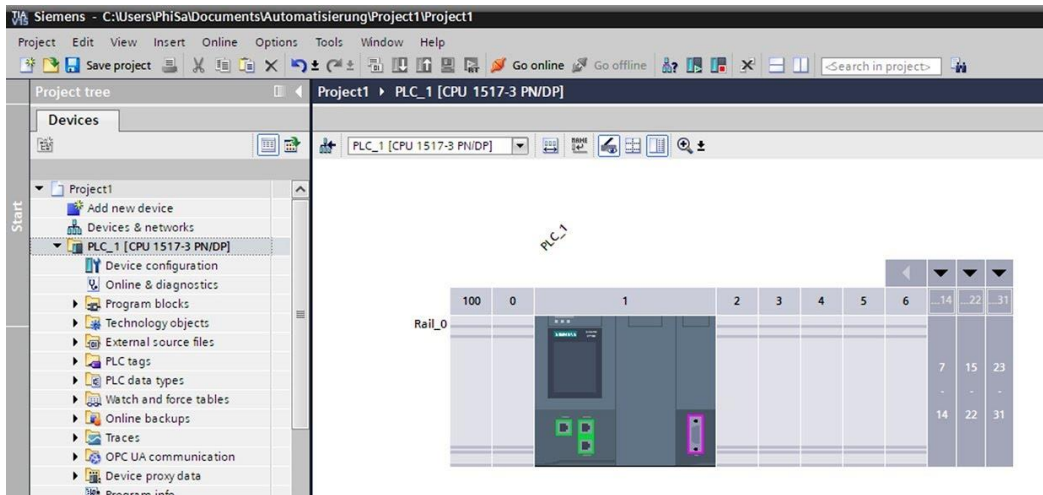 Siemens - C:\Users\PhiSa\Documents\Automatisierung\Project1\Project1
Project Edit View Insert Online Options Tools Window Help
Save project Go online Go offline <Search in project>
Project tree
Project1 PLC_1 [CPU 1517-3 PN/DP]
Devices
PLC_1 [CPU 1517-3 PN/DP]
Start
Project1
Add new device
Devices & networks
PLC_1 [CPU 1517-3 PN/DP]
Device configuration
Online & diagnostics
Program blocks
Technology objects
External source files
PLC tags
PLC data types
Watch and force tables
Online backups
Traces
OPC UA communication
Device proxy data
Program info
PLC_1
100 0 1 2 3 4 5 6 ...14 ...22 ...31
Rail_0
SIEMENS
7 15 23
- - -
14 22 31